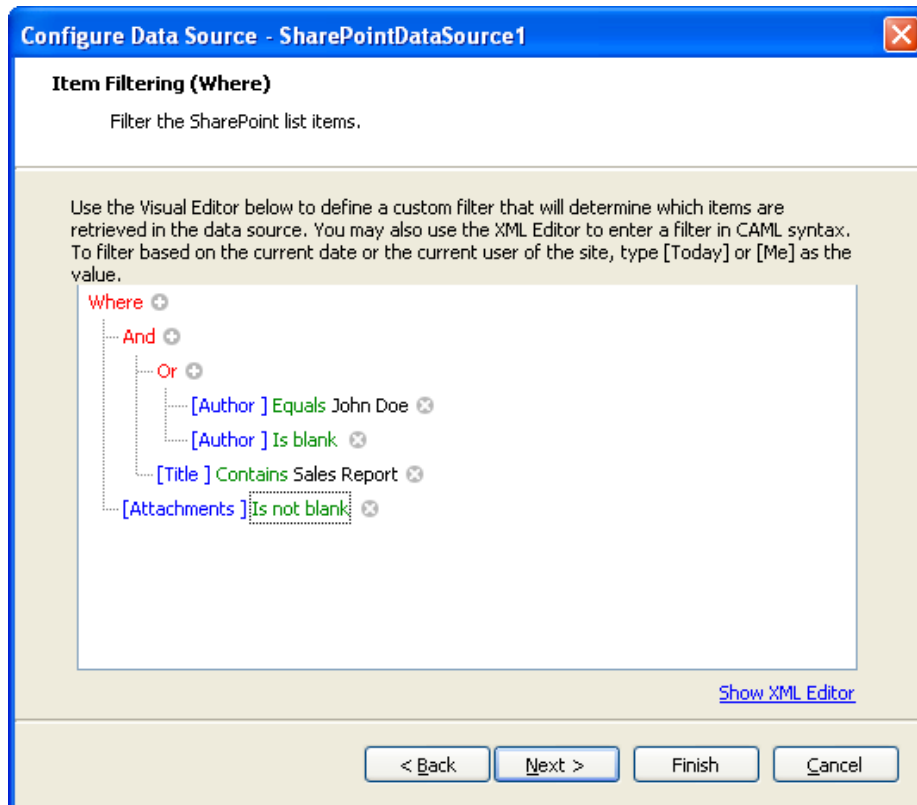 Configure Data Source - SharePointDataSource1
Item Filtering (Where)
Filter the SharePoint list items.
Use the Visual Editor below to define a custom filter that will determine which items are
retrieved in the data source. You may also use the XML Editor to enter a filter in CAML syntax.
To filter based on the current date or the current user of the site, type [Today] or [Me] as the
value.
Where
And
Or
[Author ] Equals John Doe
[Author ] Is blank
[Title ] Contains Sales Report
[Attachments ] Is not blank
Show XML Editor
< Back Next > Finish Cancel